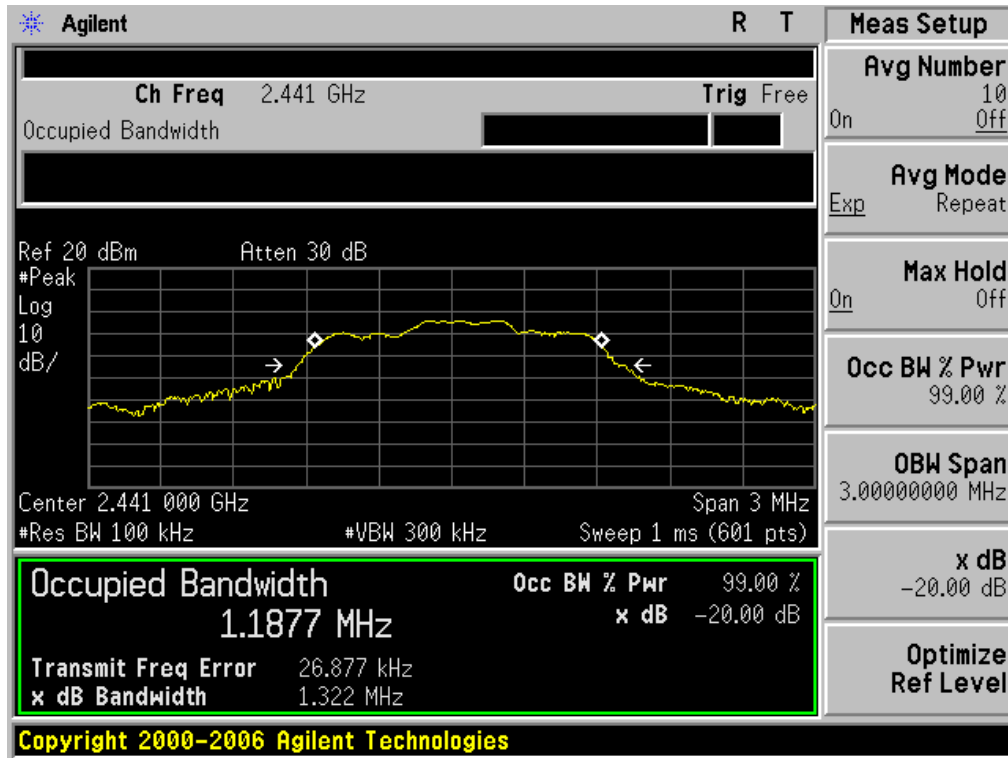 Agilent R T
Ch Freq 2.441 GHz Trig Free
Occupied Bandwidth
Ref 20 dBm Atten 30 dB
#Peak
Log
10
dB/
Center 2.441 000 GHz Span 3 MHz
#Res BW 100 kHz #VBW 300 kHz Sweep 1 ms (601 pts)
Occupied Bandwidth Occ BW % Pwr 99.00 %
1.1877 MHz x dB -20.00 dB
Transmit Freq Error 26.877 kHz
x dB Bandwidth 1.322 MHz
Copyright 2000-2006 Agilent Technologies
Meas Setup
Avg Number
10
On Off
Avg Mode
Exp Repeat
Max Hold
On Off
Occ BW % Pwr
99.00 %
OBW Span
3.00000000 MHz
x dB
-20.00 dB
Optimize
Ref Level